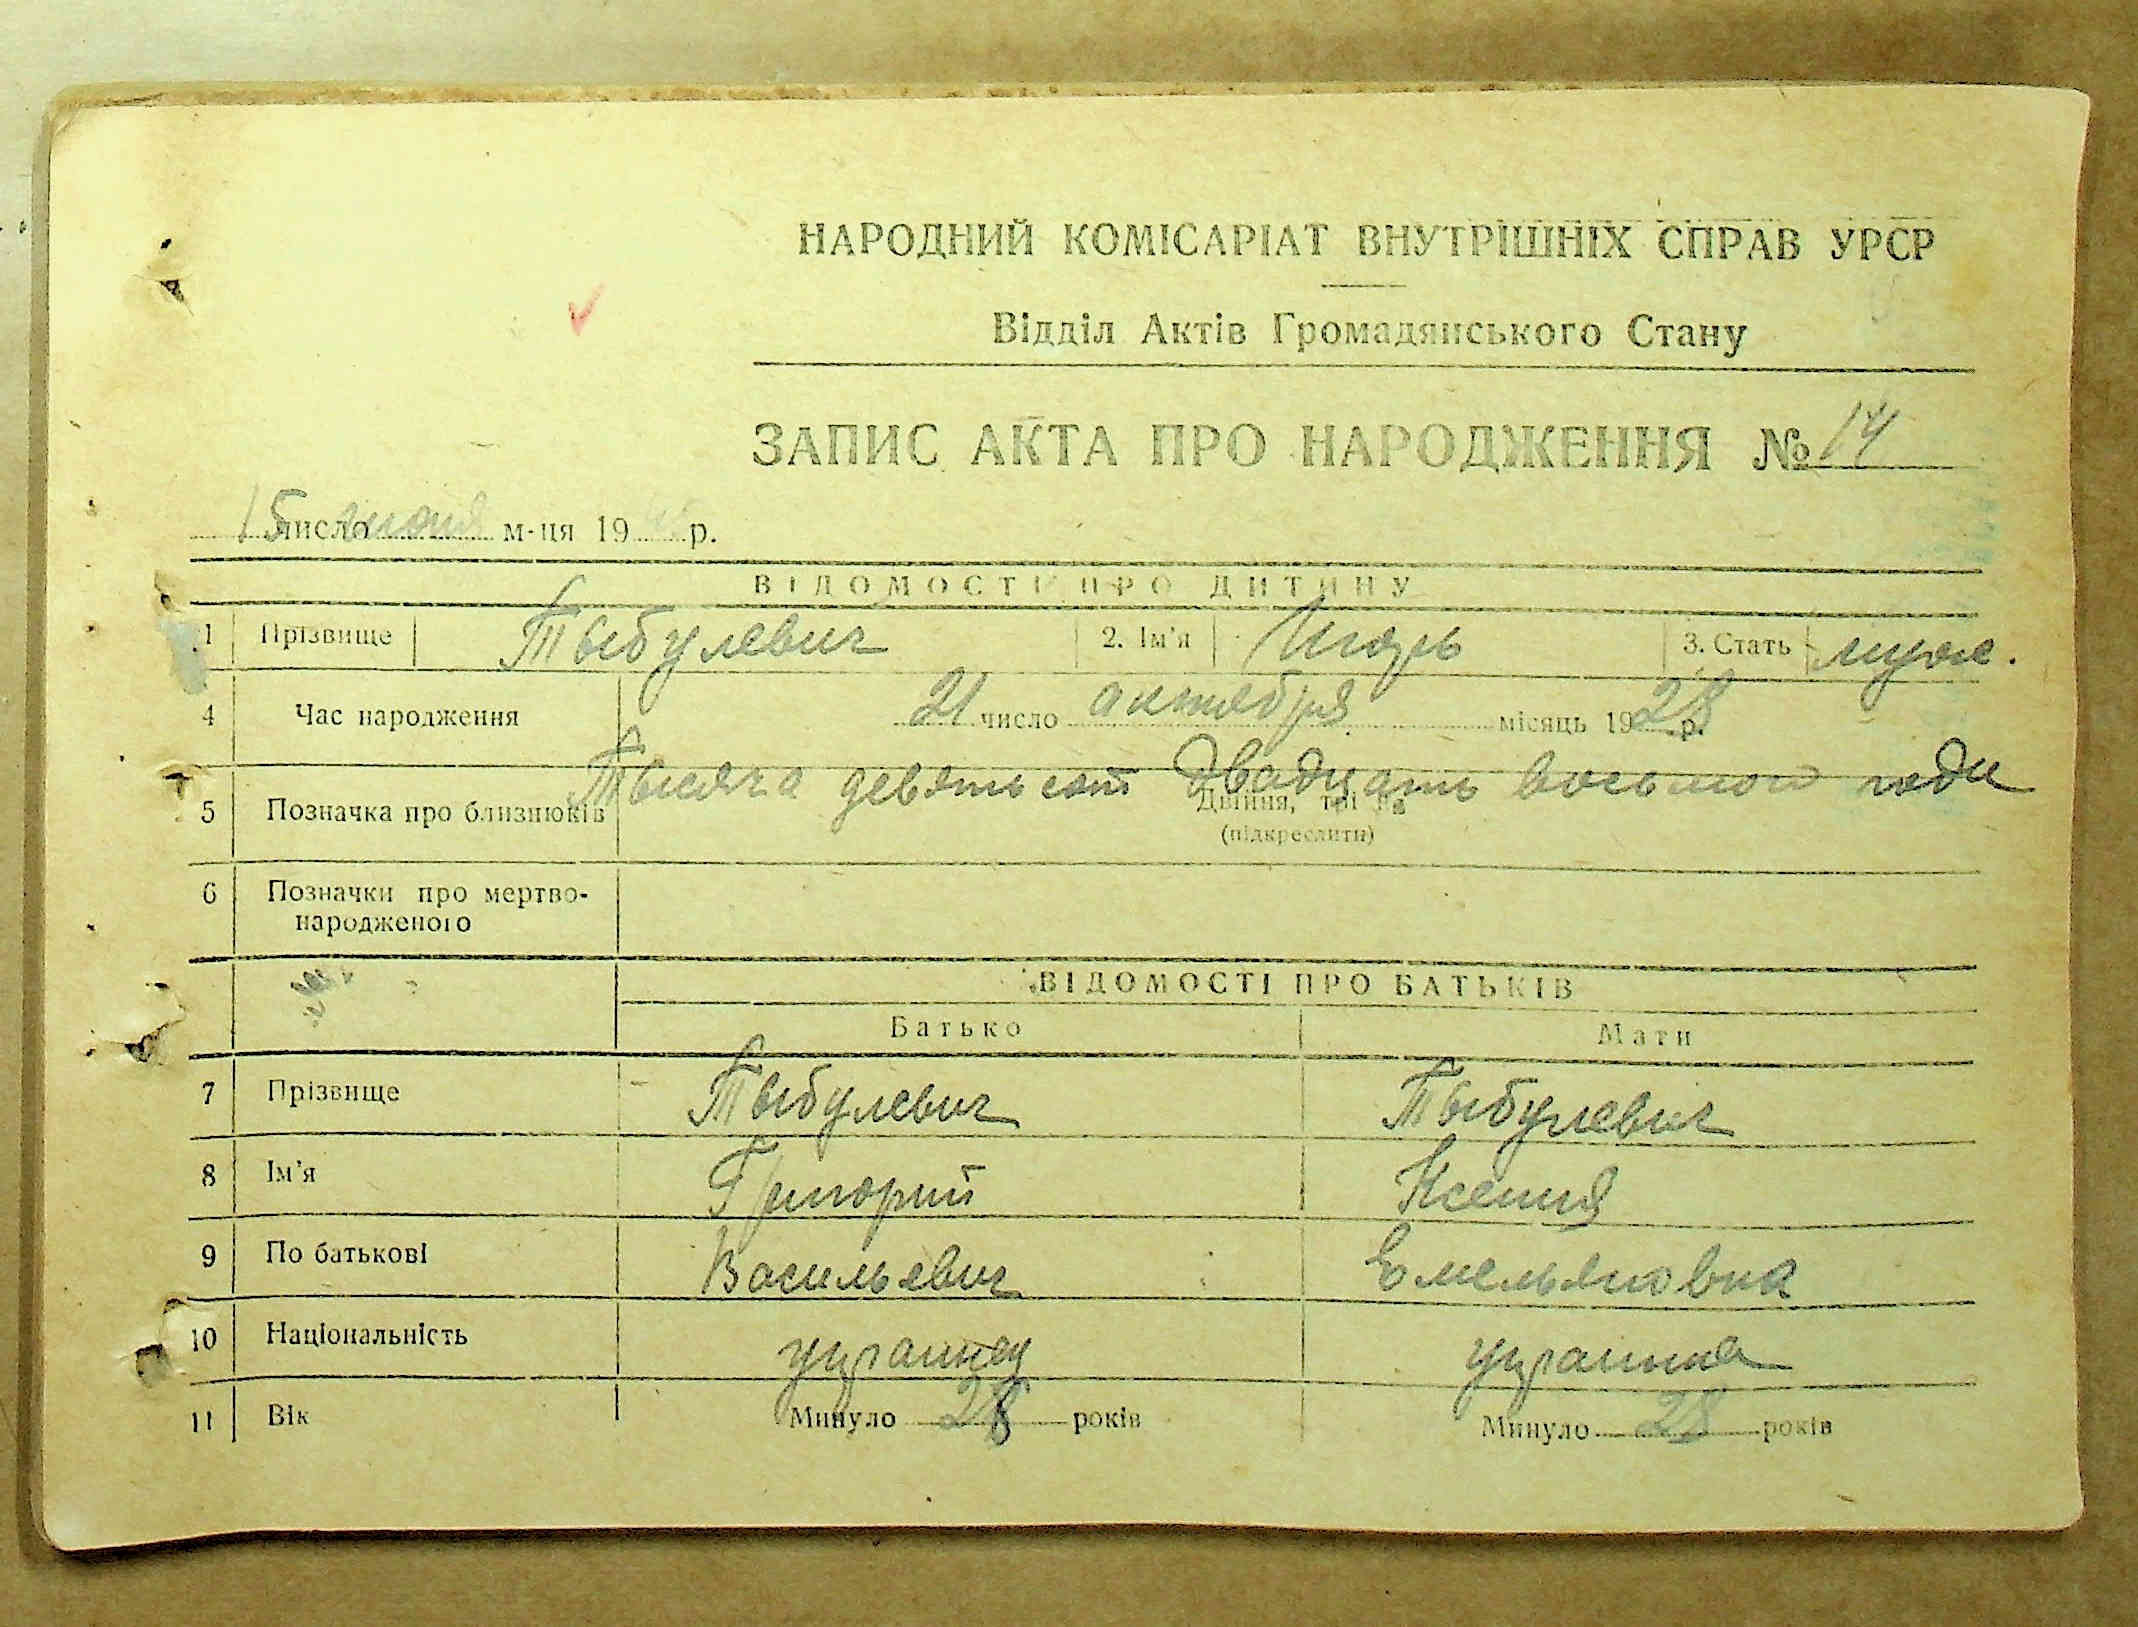 НАРОДНИЙ КОМІСАРІАТ ВНУТРІШНІХ СПРАВ УРСР
Відділ Актів Громадянського Стану
ЗАПИС АКТА ПРО НАРОДЖЕННЯ № 14
15 число м-ця 19 р.
ВІДОМОСТІ ПРО ДИТИНУ
1 Прізвище Тыбулевич 2. Ім'я Игорь 3. Стать муж.
4 Час народження 21 число октября місяць 1928 р.
Тысяча девятьсот двадцать восьмого года
5 Позначка про близнюків Двійня, трійня
(підкреслити)
6 Позначки про мертво-
народженого
ВІДОМОСТІ ПРО БАТЬКІВ
Батько Мати
7 Прізвище Тыбулевич Тыбулевич
8 Ім'я Григорий Ксения
9 По батькові Васильевич Емельяновна
10 Національність украинец украинка
11 Вік Минуло 28 років Минуло 28 років